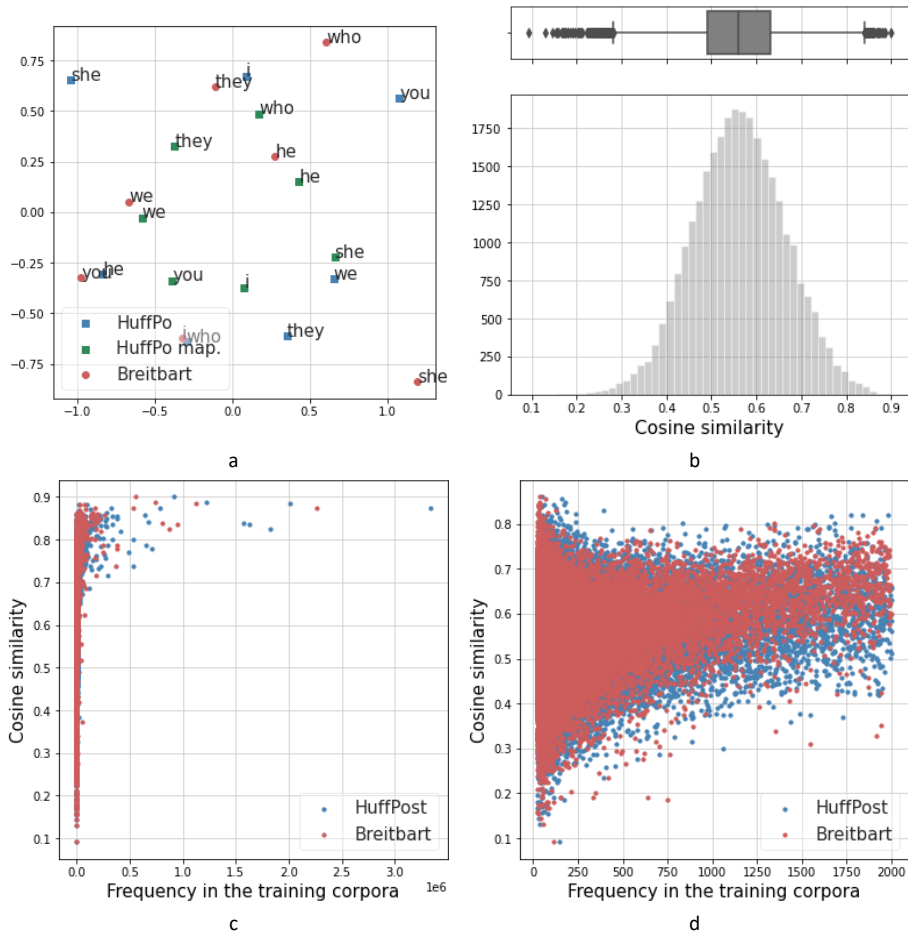 who
they
i
she
you
who
they
he
he
we
we
she
you
he
you
i
we
i
who
they
she
HuffPo
HuffPo map.
Breitbart
0.75
0.50
0.25
0.00
−0.25
−0.50
−0.75
−1.0 −0.5 0.0 0.5 1.0
a
1750
1500
1250
1000
750
500
250
0
0.1 0.2 0.3 0.4 0.5 0.6 0.7 0.8 0.9
Cosine similarity
b
Cosine similarity
0.9
0.8
0.7
0.6
0.5
0.4
0.3
0.2
0.1
HuffPost
Breitbart
0.0 0.5 1.0 1.5 2.0 2.5 3.0
1e6
Frequency in the training corpora
c
Cosine similarity
0.8
0.7
0.6
0.5
0.4
0.3
0.2
0.1
HuffPost
Breitbart
0 250 500 750 1000 1250 1500 1750 2000
Frequency in the training corpora
d